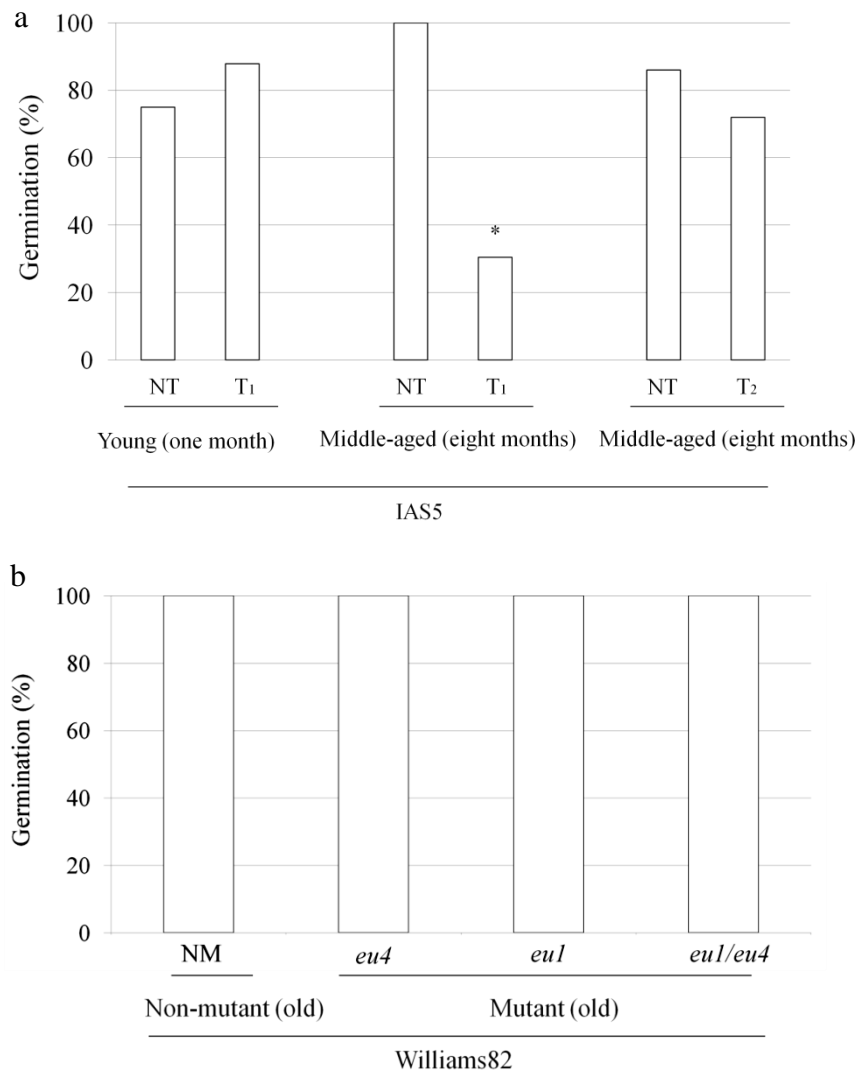 a
Germination (%)
100
80
60
40
20
0
*
NT T1 NT T1 NT T2
Young (one month) Middle-aged (eight months) Middle-aged (eight months)
IAS5
b
Germination (%)
100
80
60
40
20
0
NM eu4 eu1 eu1/eu4
Non-mutant (old) Mutant (old)
Williams82